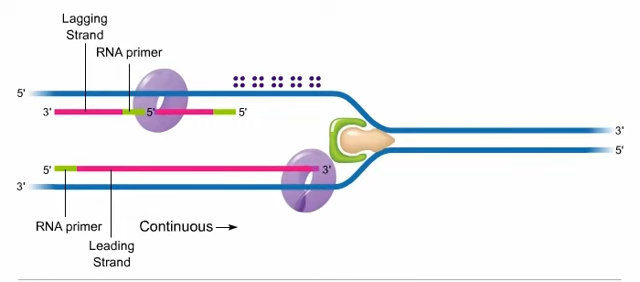 Lagging
Strand
RNA primer
5'
3'
5'
5'
3'
5'
5'
3'
3'
RNA primer
Continuous
Leading
Strand